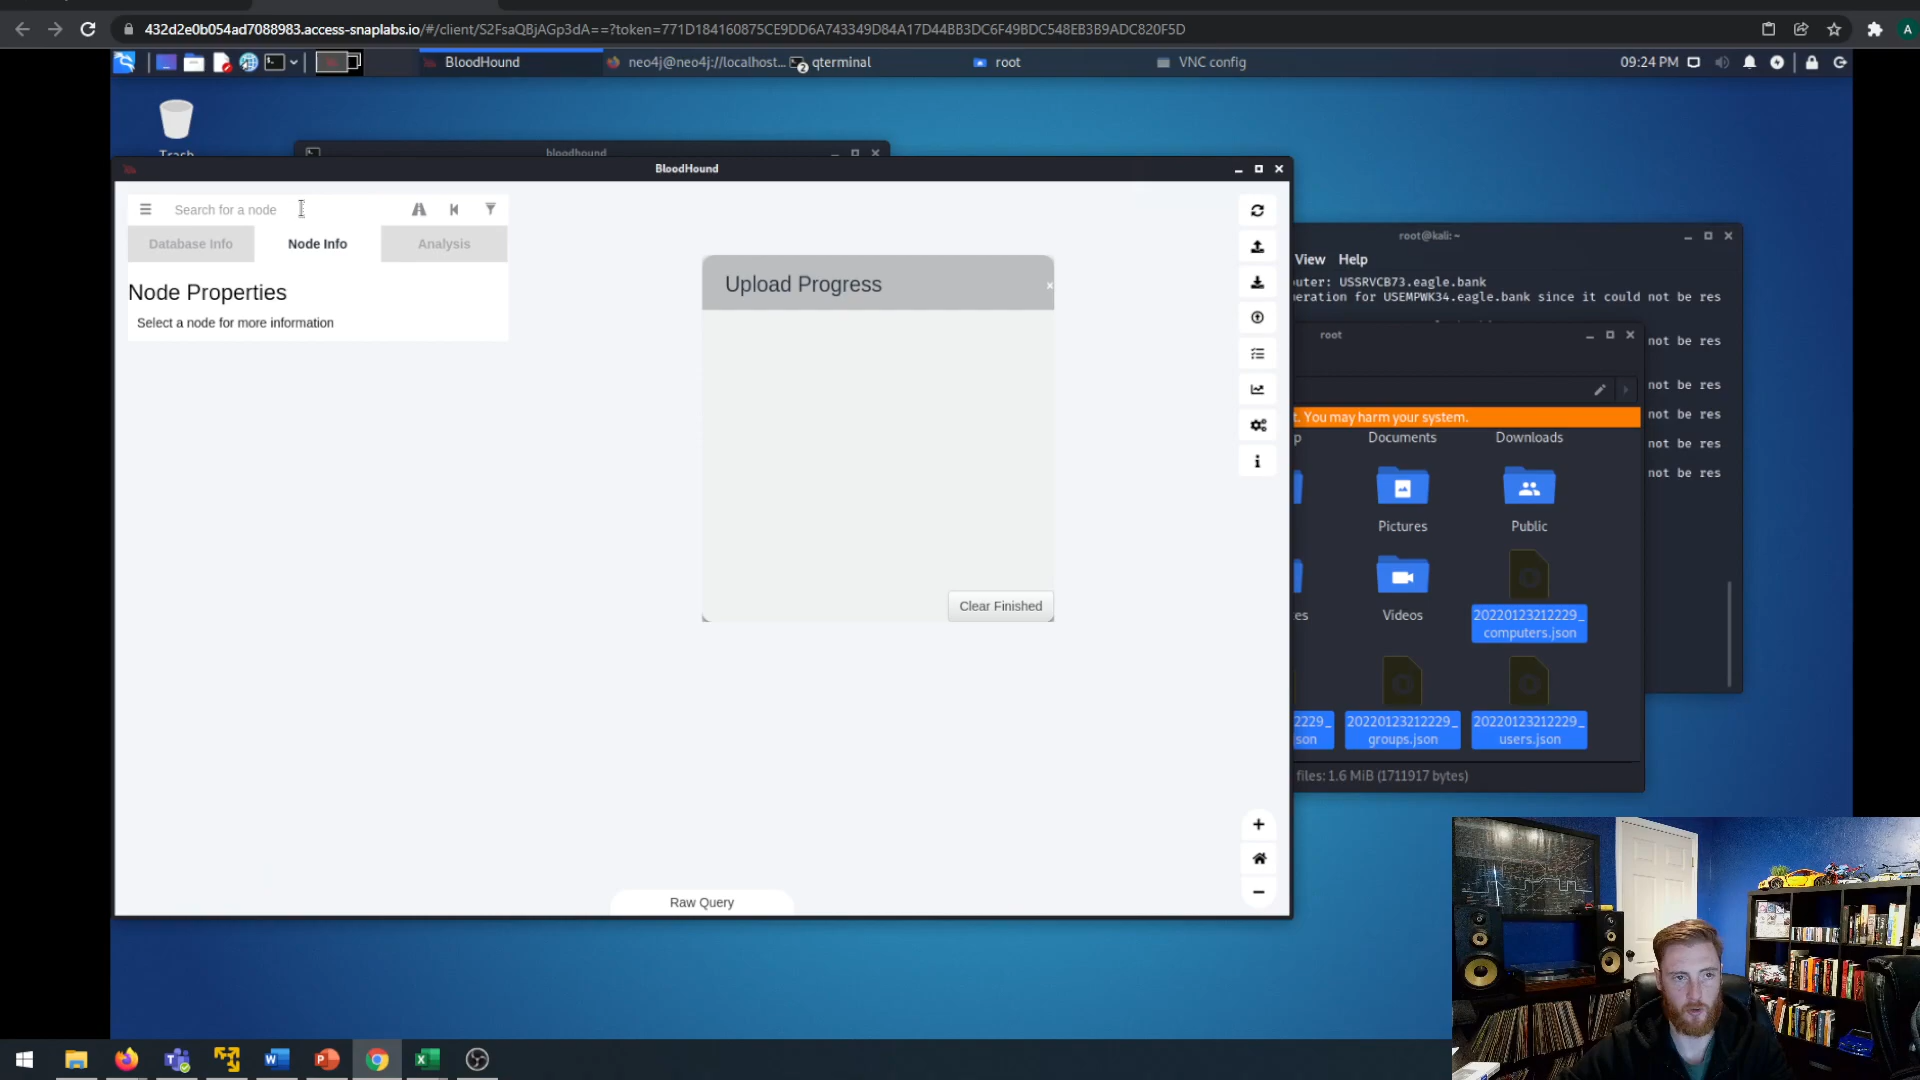 432d2e0b054ad7088983.access-snaplabs.io/#/client/S2FsaQBjAGp3dA==?token=771D184160875CE9DD6A743349D84A17D44BB3DC6F49BDC548EB3B9ADC820F5D
A
BloodHound
neo4j@neo4j://localhost...
2
qterminal
root
VNC config
09:24 PM
Trash
bloodhound
BloodHound
Search for a node
Database Info
Node Info
Analysis
Node Properties
Select a node for more information
Upload Progress
Clear Finished
Raw Query
root@kali:~
View Help
uter: USSRVCB73.eagle.bank
eration for USEMPWK34.eagle.bank since it could not be res
not be res
not be res
not be res
not be res
not be res
root
t. You may harm your system.
p
Documents
Downloads
Pictures
Public
es
Videos
20220123212229_
computers.json
2229_
son
20220123212229_
groups.json
20220123212229_
users.json
files: 1.6 MiB (1711917 bytes)